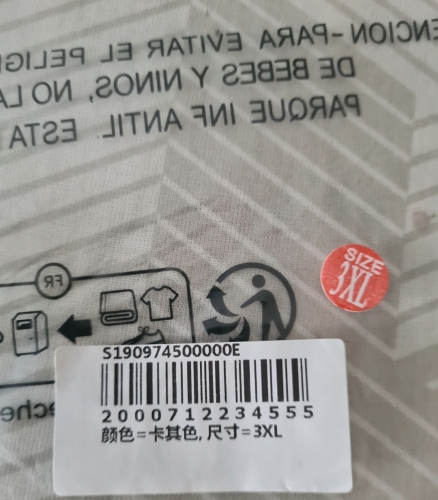 ENCION-PARA EVITAR EL PELIG
DE BEBES Y NINOS, NO LA
PARQUE INF ANTIL. ESTA
FR
SIZE
3XL
S190974500000E
2000712234555
颜色=卡其色,尺寸=3XL